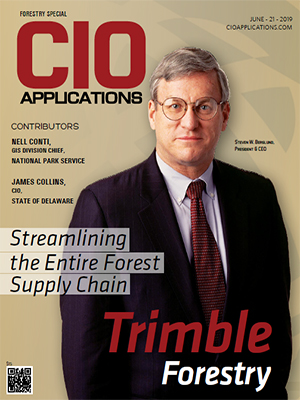 FORESTRY SPECIAL
JUNE - 21 - 2019
CIOAPPLICATIONS.COM
CIO
APPLICATIONS
CONTRIBUTORS
NELL CONTI,
GIS DIVISION CHIEF,
NATIONAL PARK SERVICE
JAMES COLLINS,
CIO,
STATE OF DELAWARE
Steven W. Berglund,
President & CEO
Streamlining
the Entire Forest
Supply Chain
Trimble
Forestry